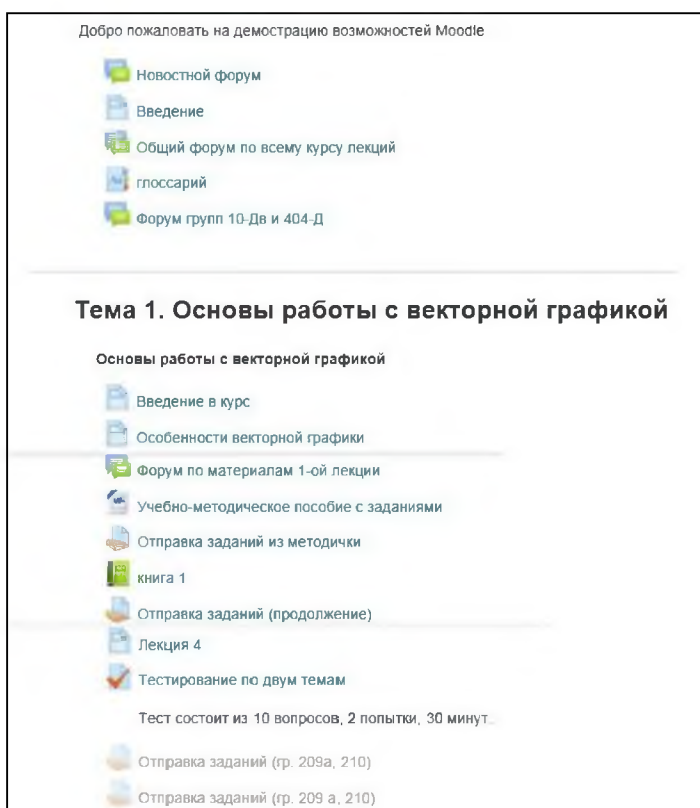 Добро пожаловать на демострацию возможностей Moodle
Новостной форум
Введение
Общий форум по всему курсу лекций
глоссарий
Форум групп 10-Дв и 404-Д
Тема 1. Основы работы с векторной графикой
Основы работы с векторной графикой
Введение в курс
Особенности векторной графики
Форум по материалам 1-ой лекции
Учебно-методическое пособие с заданиями
Отправка заданий из методички
книга 1
Отправка заданий (продолжение)
Лекция 4
Тестирование по двум темам
Тест состоит из 10 вопросов, 2 попытки, 30 минут.
Отправка заданий (гр. 209а, 210)
Отправка заданий (гр. 209 а, 210)